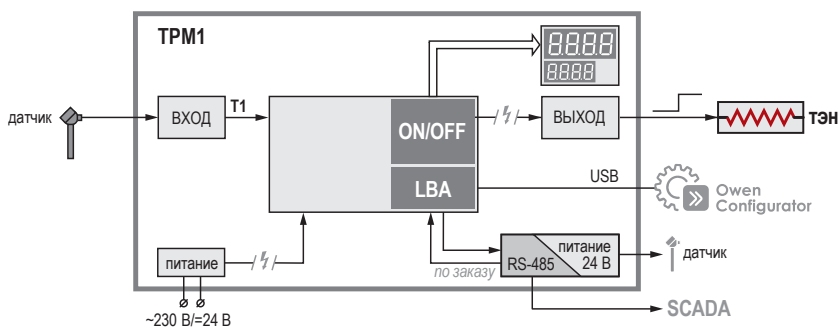 ТРМ1
8.8.8.8
8.8.8.8
датчик
ВХОД
Т1
ON/OFF
ВЫХОД
ТЭН
LBA
USB
Owen
Configurator
питание
по заказу
RS-485
питание
24 В
датчик
~230 В/=24 В
SCADA